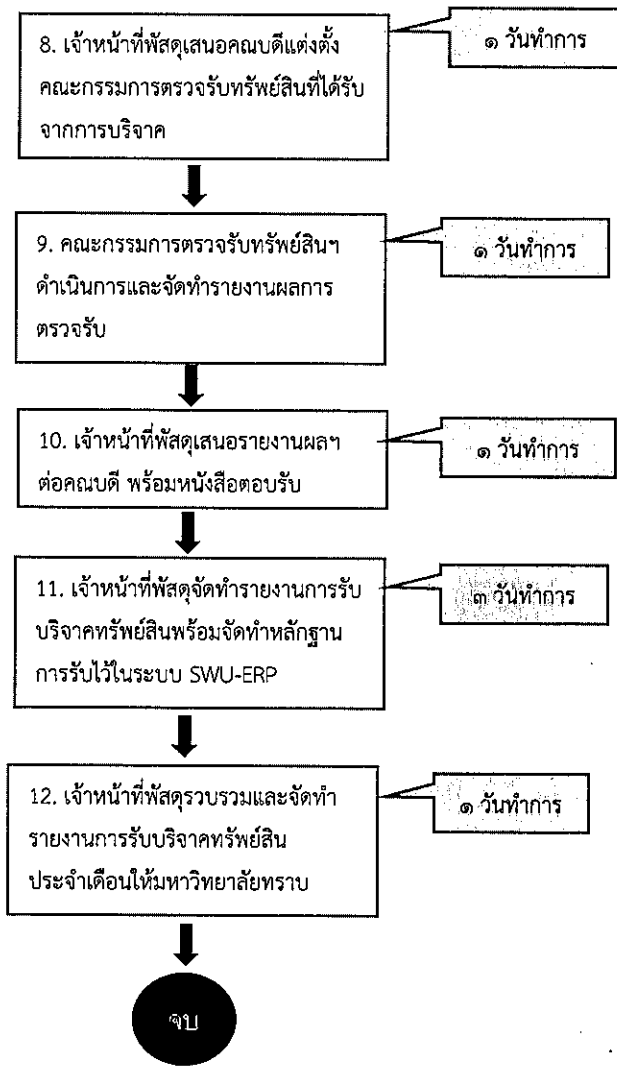 8. เจ้าหน้าที่พัสดุเสนอคณบดีแต่งตั้ง
คณะกรรมการตรวจรับทรัพย์สินที่ได้รับ
จากการบริจาค
๑ วันทำการ
9. คณะกรรมการตรวจรับทรัพย์สินฯ
ดำเนินการและจัดทำรายงานผลการ
ตรวจรับ
๑ วันทำการ
10. เจ้าหน้าที่พัสดุเสนอรายงานผลฯ
ต่อคณบดี พร้อมหนังสือตอบรับ
๑ วันทำการ
11. เจ้าหน้าที่พัสดุจัดทำรายงานการรับ
บริจาคทรัพย์สินพร้อมจัดทำหลักฐาน
การรับไว้ในระบบ SWU-ERP
๓ วันทำการ
12. เจ้าหน้าที่พัสดุรวบรวมและจัดทำ
รายงานการรับบริจาคทรัพย์สิน
ประจำเดือนให้มหาวิทยาลัยทราบ
๑ วันทำการ
จบ